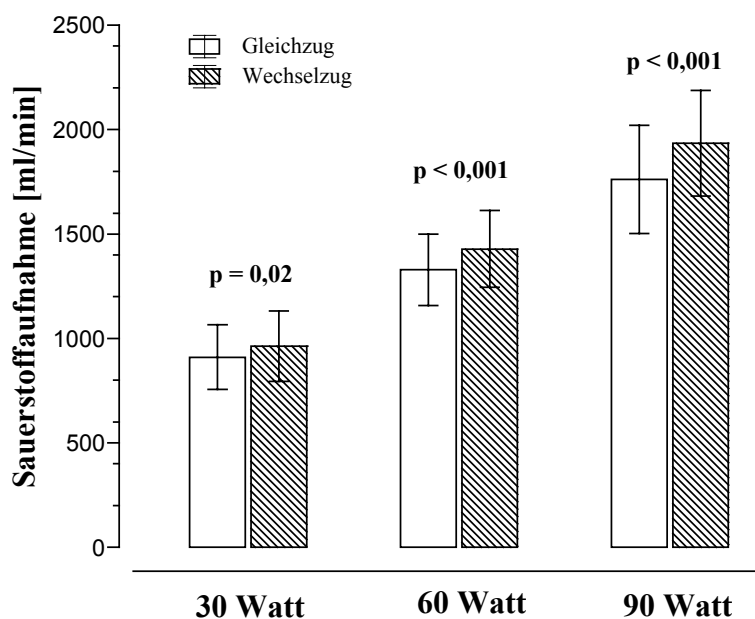 Sauerstoffaufnahme [ml/min]
2500
2000
1500
1000
500
0
Gleichzug
Wechselzug
p = 0,02
p < 0,001
p < 0,001
30 Watt
60 Watt
90 Watt